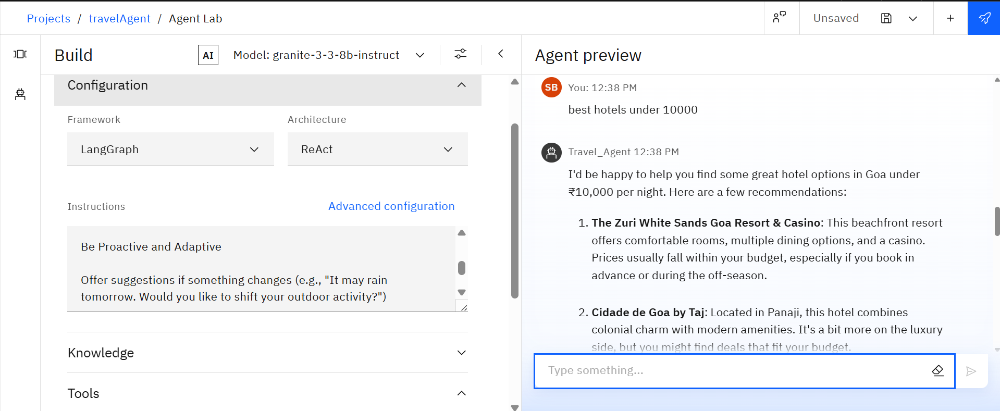 Projects / travelAgent / Agent Lab
Unsaved
Build
AI
Model: granite-3-3-8b-instruct
Configuration
Framework
Architecture
LangGraph
ReAct
Instructions
Advanced configuration
Be Proactive and Adaptive
Offer suggestions if something changes (e.g., "It may rain
tomorrow. Would you like to shift your outdoor activity?")
Knowledge
Tools
Agent preview
SB
You: 12:38 PM
best hotels under 10000
Travel_Agent 12:38 PM
I'd be happy to help you find some great hotel options in Goa under
₹10,000 per night. Here are a few recommendations:
1. The Zuri White Sands Goa Resort & Casino: This beachfront resort
offers comfortable rooms, multiple dining options, and a casino.
Prices usually fall within your budget, especially if you book in
advance or during the off-season.
2. Cidade de Goa by Taj: Located in Panaji, this hotel combines
colonial charm with modern amenities. It's a bit more on the luxury
side, but you might find deals that fit your budget.
Type something...